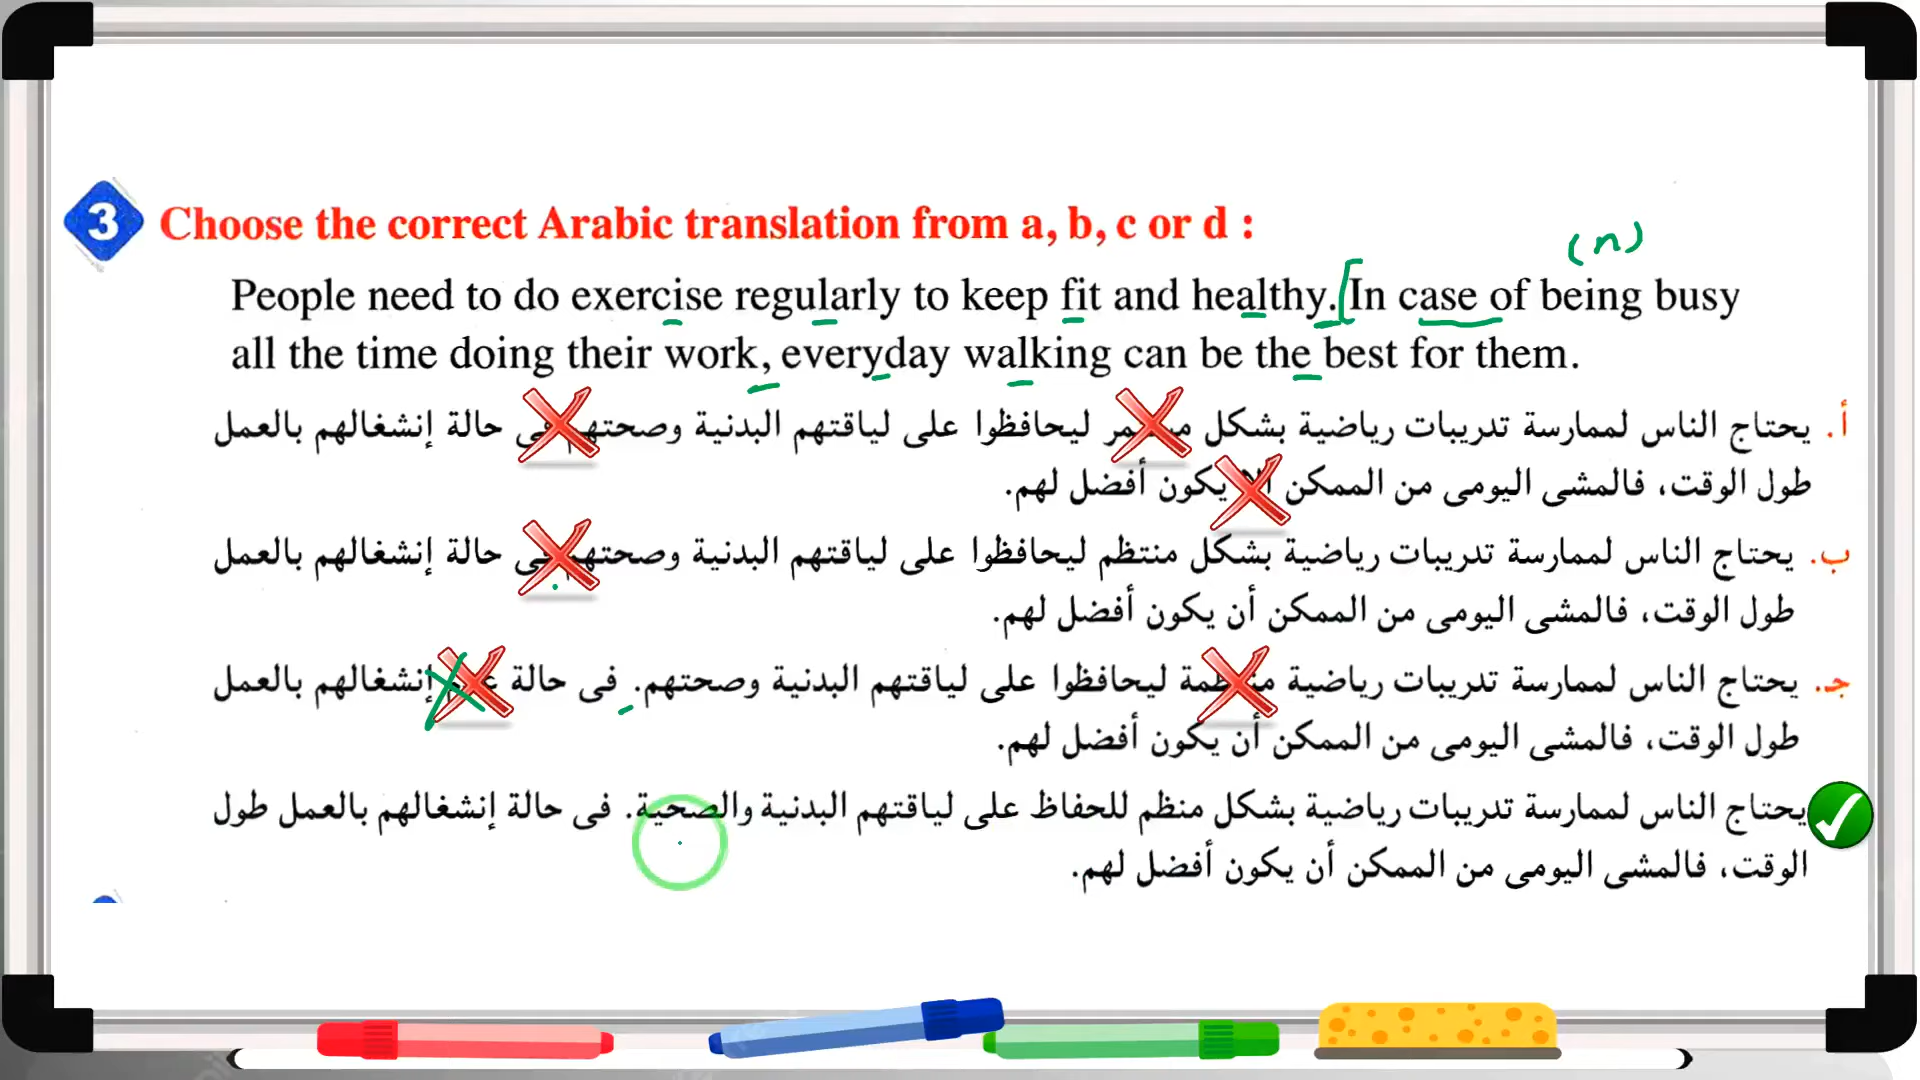 3 Choose the correct Arabic translation from a, b, c or d :
(n)
People need to do exercise regularly to keep fit and healthy. [In case of being busy
all the time doing their work, everyday walking can be the best for them.
أ. يحتاج الناس لممارسة تدريبات رياضية بشكل ليحافظوا على لياقتهم البدنية وصحتهم فى حالة إنشغالهم بالعمل
طول الوقت، فالمشى اليومى من الممكن يكون أفضل لهم.
ب. يحتاج الناس لممارسة تدريبات رياضية بشكل منتظم ليحافظوا على لياقتهم البدنية وصحتهم فى حالة إنشغالهم بالعمل
طول الوقت، فالمشى اليومى من الممكن أن يكون أفضل لهم.
جـ. يحتاج الناس لممارسة تدريبات رياضية ليحافظوا على لياقتهم البدنية وصحتهم. فى حالة إنشغالهم بالعمل
طول الوقت، فالمشى اليومى من الممكن أن يكون أفضل لهم.
يحتاج الناس لممارسة تدريبات رياضية بشكل منظم للحفاظ على لياقتهم البدنية والصحية. فى حالة إنشغالهم بالعمل طول
الوقت، فالمشى اليومى من الممكن أن يكون أفضل لهم.